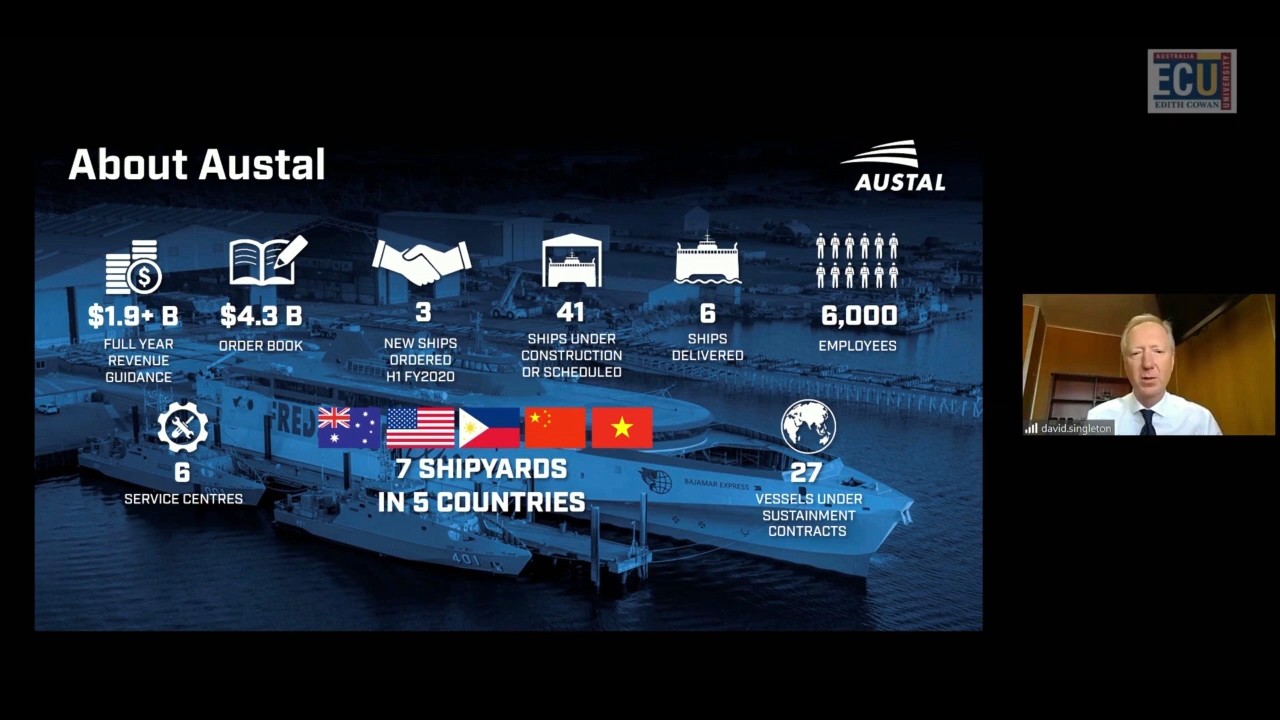 AUSTRALIA
ECU
EDITH COWAN
UNIVERSITY
About Austal
AUSTAL
$1.9+ B
FULL YEAR
REVENUE
GUIDANCE
$4.3 B
ORDER BOOK
3
NEW SHIPS
ORDERED
H1 FY2020
41
SHIPS UNDER
CONSTRUCTION
OR SCHEDULED
6
SHIPS
DELIVERED
6,000
EMPLOYEES
6
SERVICE CENTRES
7 SHIPYARDS
IN 5 COUNTRIES
27
VESSELS UNDER
SUSTAINMENT
CONTRACTS
FRED
BAJAMAR EXPRESS
401
david.singleton